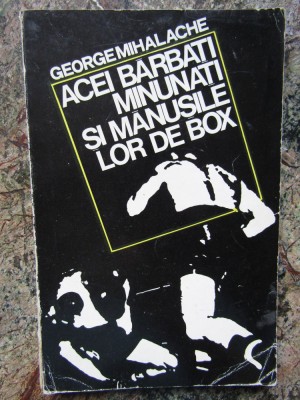 GEORGE MIHALACHE
ACEI BARBATI
MINUNATI
SI MANUSILE
LOR DE BOX